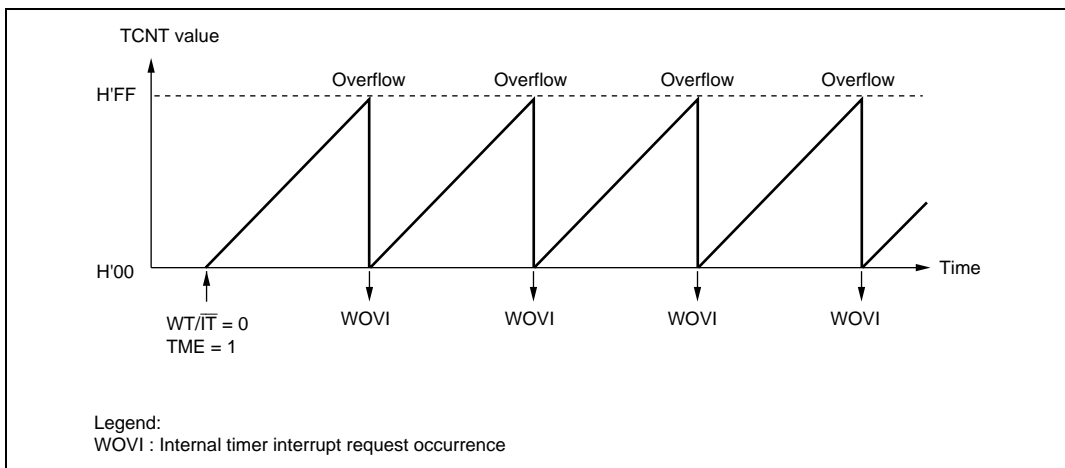 TCNT value
Overflow Overflow Overflow Overflow
H'FF
H'00
Time
WT/I̅T̅ = 0
TME = 1
WOVI WOVI WOVI WOVI
Legend:
WOVI : Internal timer interrupt request occurrence